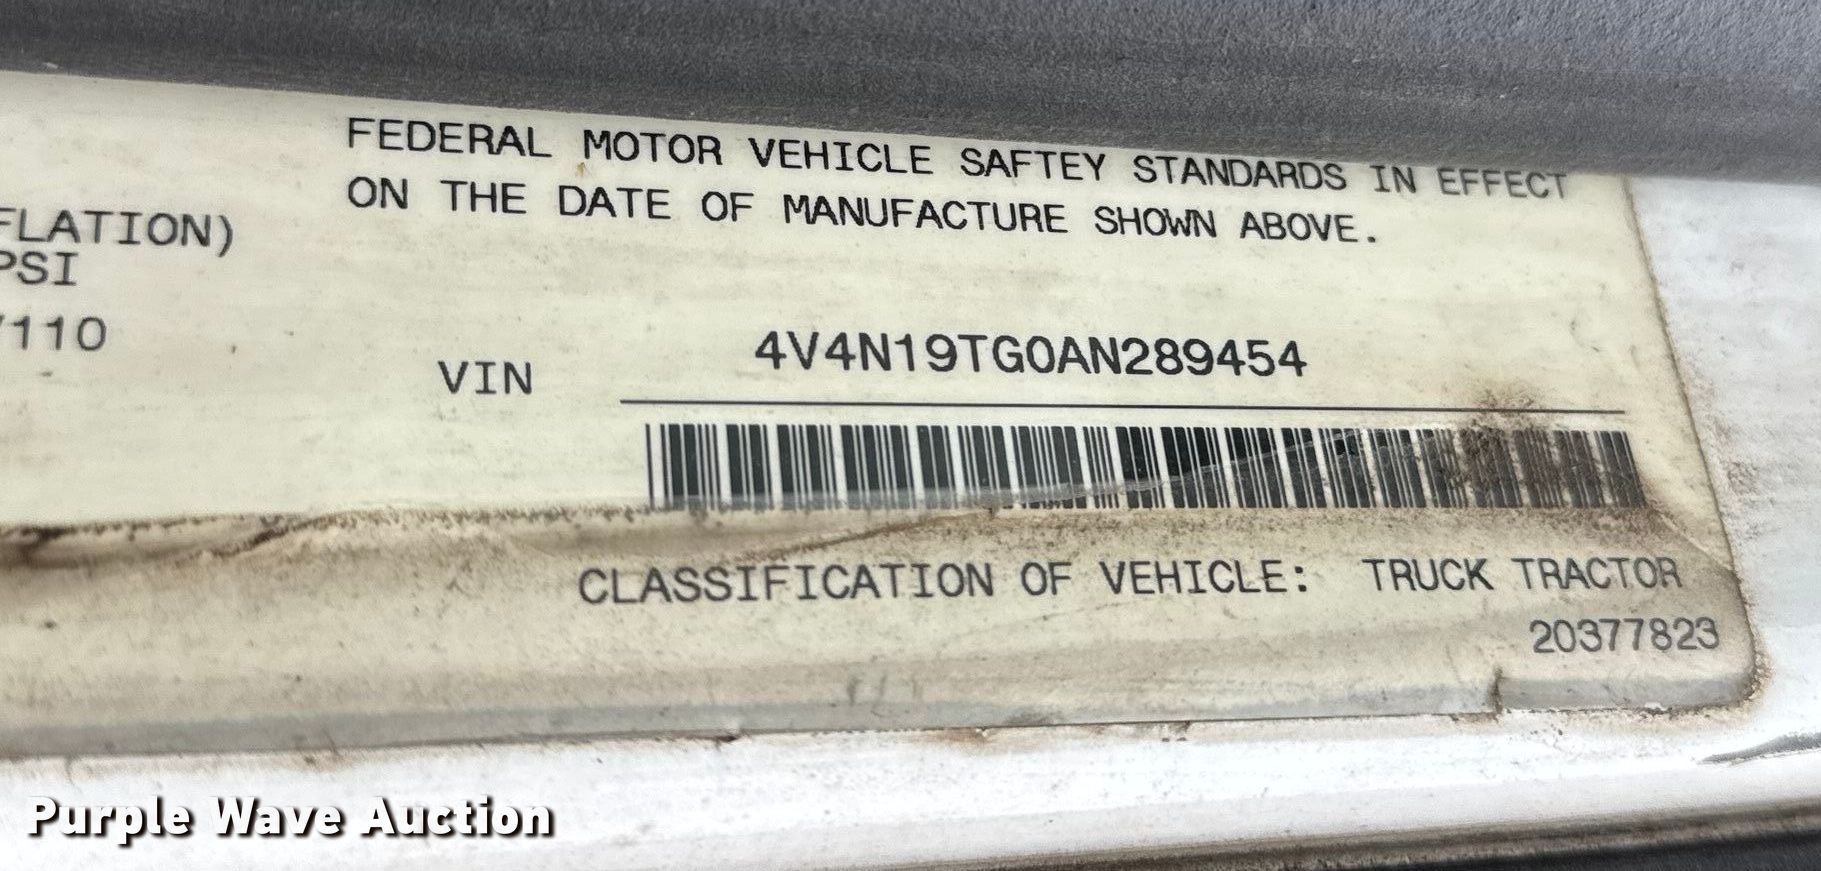 FEDERAL MOTOR VEHICLE SAFTEY STANDARDS IN EFFECT
ON THE DATE OF MANUFACTURE SHOWN ABOVE.
FLATION)
PSI
/110
VIN 4V4N19TG0AN289454
CLASSIFICATION OF VEHICLE: TRUCK TRACTOR
20377823
Purple Wave Auction